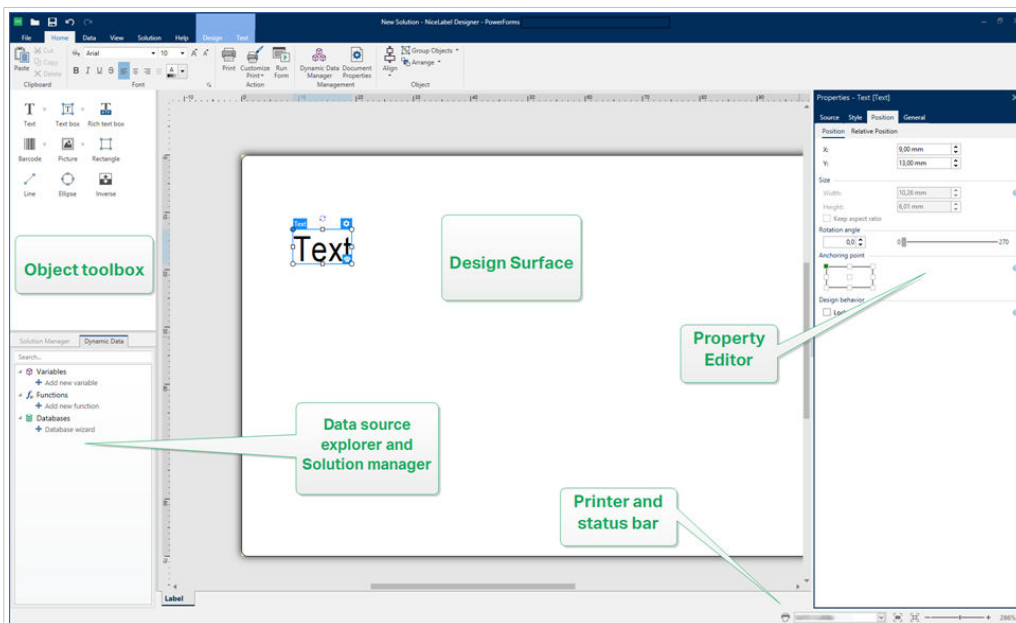 New Solution - NiceLabel Designer - PowerForms
File Home Data View Solution Help Design Text
Paste
Cut
Copy
Delete
Clipboard
Arial 10
B I U
Font
Print
Customize Print
Run Form
Action
Dynamic Data Manager
Document Properties
Management
Align
Group Objects
Arrange
Object
Text Text box Rich text box
Barcode Picture Rectangle
Line Ellipse Inverse
Object toolbox
Solution Manager Dynamic Data
Search...
Variables
Add new variable
Functions
Add new function
Databases
Database wizard
Text
Text
Design Surface
Data source
explorer and
Solution manager
Property
Editor
Printer and
status bar
Label
Properties - Text [Text]
Source Style Position General
Position Relative Position
X: 9,00 mm
Y: 13,00 mm
Size
Width: 10,26 mm
Height: 6,01 mm
Keep aspect ratio
Rotation angle
0,0 0 270
Anchoring point
Design behavior
286%